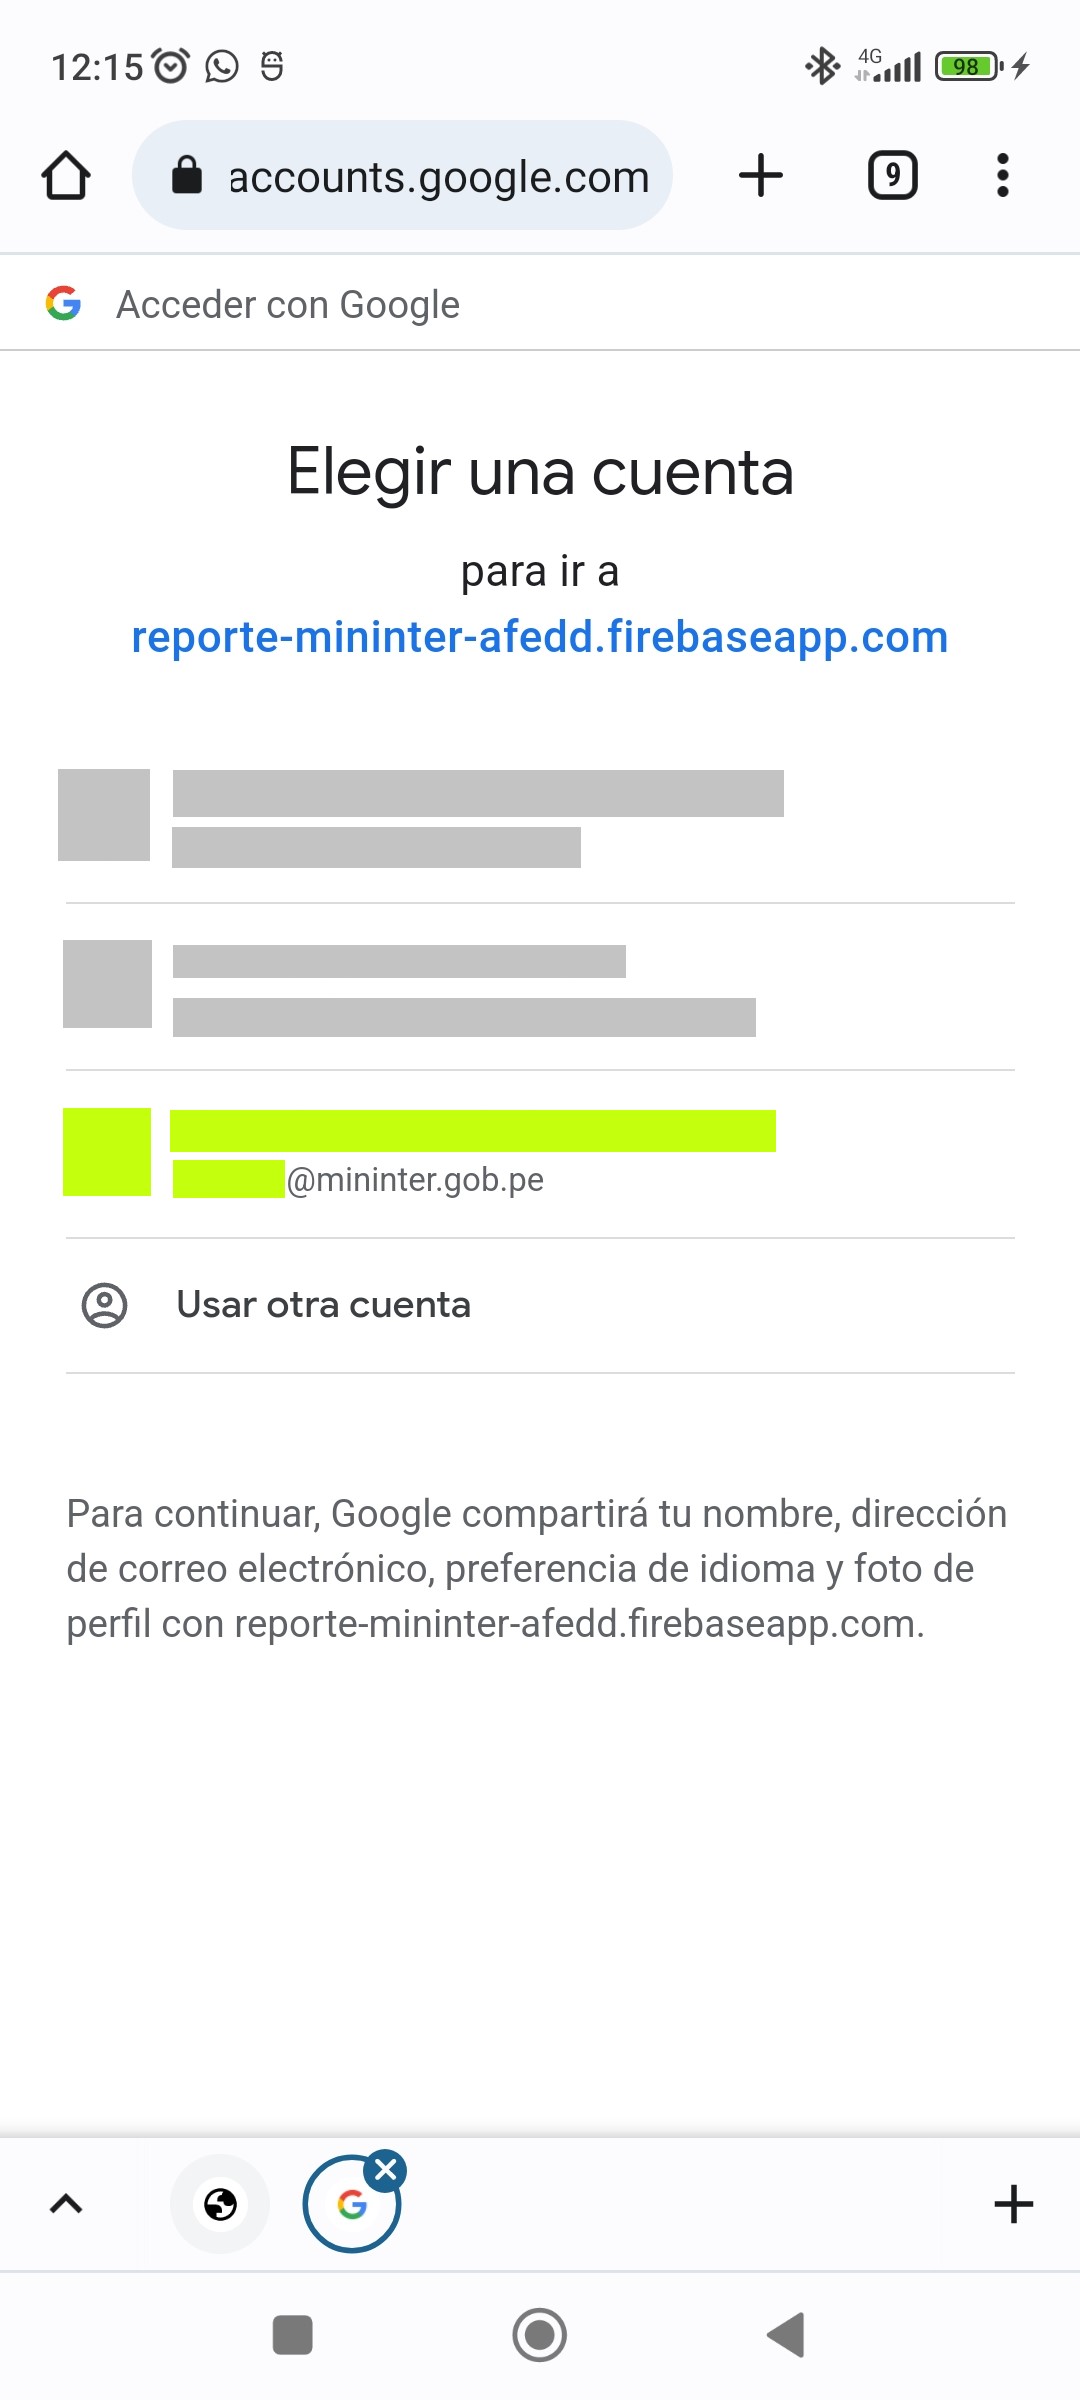 12:15
4G
98
accounts.google.com
9
Acceder con Google
Elegir una cuenta
para ir a
reporte-mininter-afedd.firebaseapp.com
@mininter.gob.pe
Usar otra cuenta
Para continuar, Google compartirá tu nombre, dirección
de correo electrónico, preferencia de idioma y foto de
perfil con reporte-mininter-afedd.firebaseapp.com.